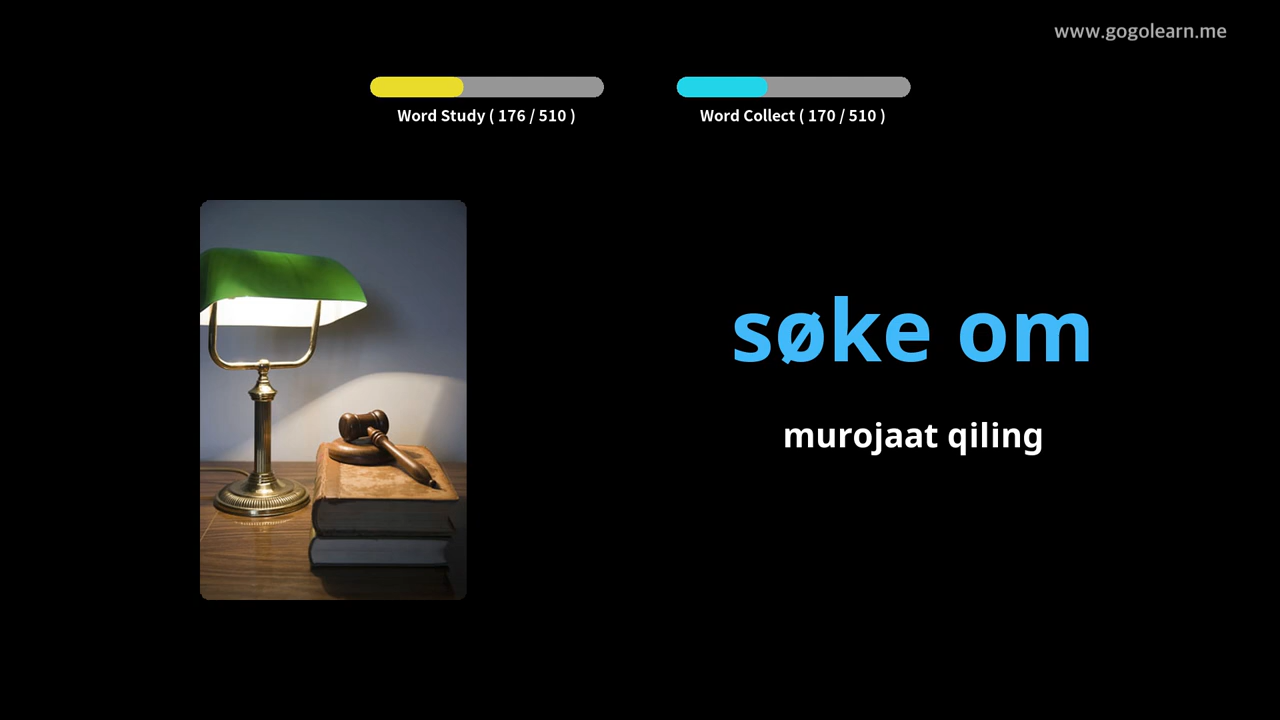 www.gogolearn.me
Word Study ( 176 / 510 )
Word Collect ( 170 / 510 )
søke om
murojaat qiling